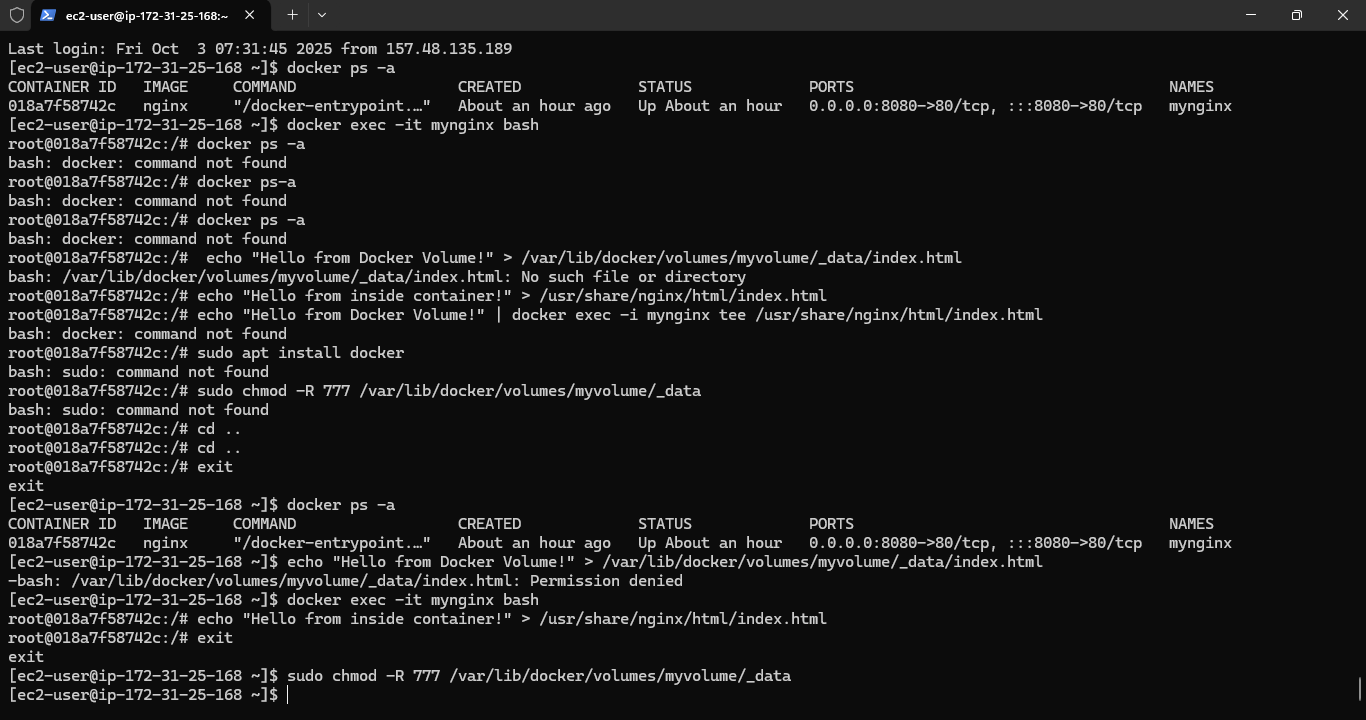 ec2-user@ip-172-31-25-168:~
Last login: Fri Oct  3 07:31:45 2025 from 157.48.135.189
[ec2-user@ip-172-31-25-168 ~]$ docker ps -a
CONTAINER ID   IMAGE     COMMAND                  CREATED             STATUS             PORTS                                   NAMES
018a7f58742c   nginx     "/docker-entrypoint.…"   About an hour ago   Up About an hour   0.0.0.0:8080->80/tcp, :::8080->80/tcp   mynginx
[ec2-user@ip-172-31-25-168 ~]$ docker exec -it mynginx bash
root@018a7f58742c:/# docker ps -a
bash: docker: command not found
root@018a7f58742c:/# docker ps-a
bash: docker: command not found
root@018a7f58742c:/# docker ps -a
bash: docker: command not found
root@018a7f58742c:/#  echo "Hello from Docker Volume!" > /var/lib/docker/volumes/myvolume/_data/index.html
bash: /var/lib/docker/volumes/myvolume/_data/index.html: No such file or directory
root@018a7f58742c:/# echo "Hello from inside container!" > /usr/share/nginx/html/index.html
root@018a7f58742c:/# echo "Hello from Docker Volume!" | docker exec -i mynginx tee /usr/share/nginx/html/index.html
bash: docker: command not found
root@018a7f58742c:/# sudo apt install docker
bash: sudo: command not found
root@018a7f58742c:/# sudo chmod -R 777 /var/lib/docker/volumes/myvolume/_data
bash: sudo: command not found
root@018a7f58742c:/# cd ..
root@018a7f58742c:/# cd ..
root@018a7f58742c:/# exit
exit
[ec2-user@ip-172-31-25-168 ~]$ docker ps -a
CONTAINER ID   IMAGE     COMMAND                  CREATED             STATUS             PORTS                                   NAMES
018a7f58742c   nginx     "/docker-entrypoint.…"   About an hour ago   Up About an hour   0.0.0.0:8080->80/tcp, :::8080->80/tcp   mynginx
[ec2-user@ip-172-31-25-168 ~]$ echo "Hello from Docker Volume!" > /var/lib/docker/volumes/myvolume/_data/index.html
-bash: /var/lib/docker/volumes/myvolume/_data/index.html: Permission denied
[ec2-user@ip-172-31-25-168 ~]$ docker exec -it mynginx bash
root@018a7f58742c:/# echo "Hello from inside container!" > /usr/share/nginx/html/index.html
root@018a7f58742c:/# exit
exit
[ec2-user@ip-172-31-25-168 ~]$ sudo chmod -R 777 /var/lib/docker/volumes/myvolume/_data
[ec2-user@ip-172-31-25-168 ~]$